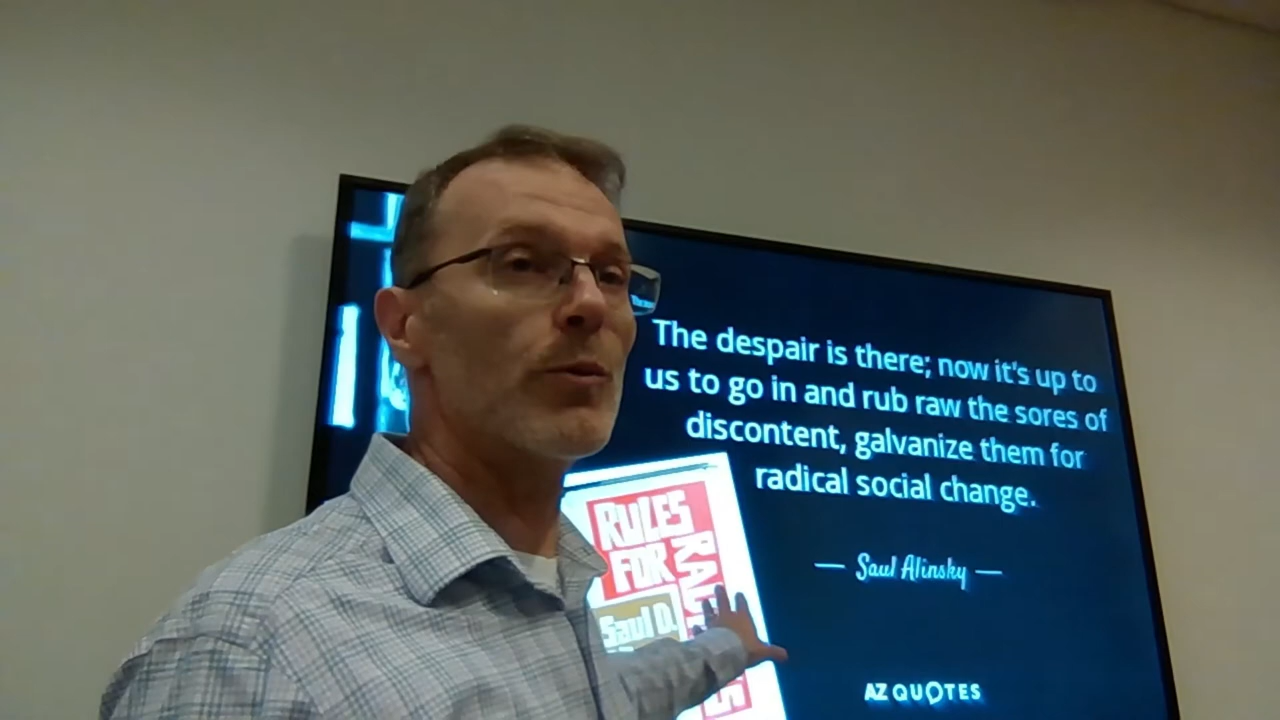 The despair is there; now it's up to
us to go in and rub raw the sores of
discontent, galvanize them for
radical social change.
— Saul Alinsky —
RULES
FOR
Saul D.
AZ QUOTES